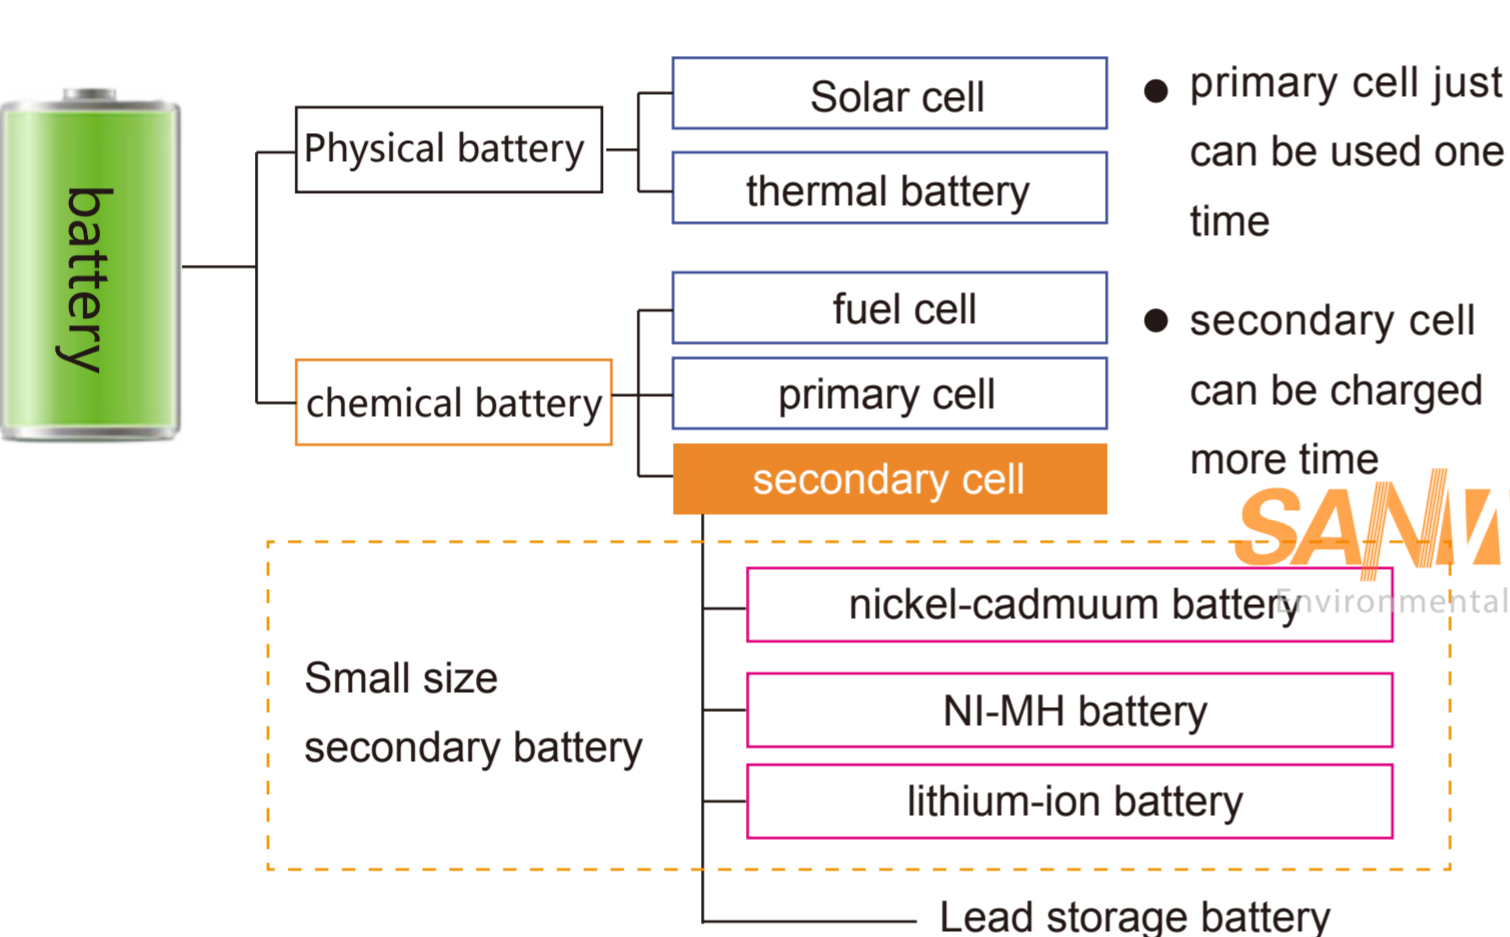 battery
Physical battery
Solar cell
thermal battery
chemical battery
fuel cell
primary cell
secondary cell
primary cell just
can be used one
time
secondary cell
can be charged
more time
Small size
secondary battery
nickel-cadmuum battery
NI-MH battery
lithium-ion battery
Lead storage battery
Environmental